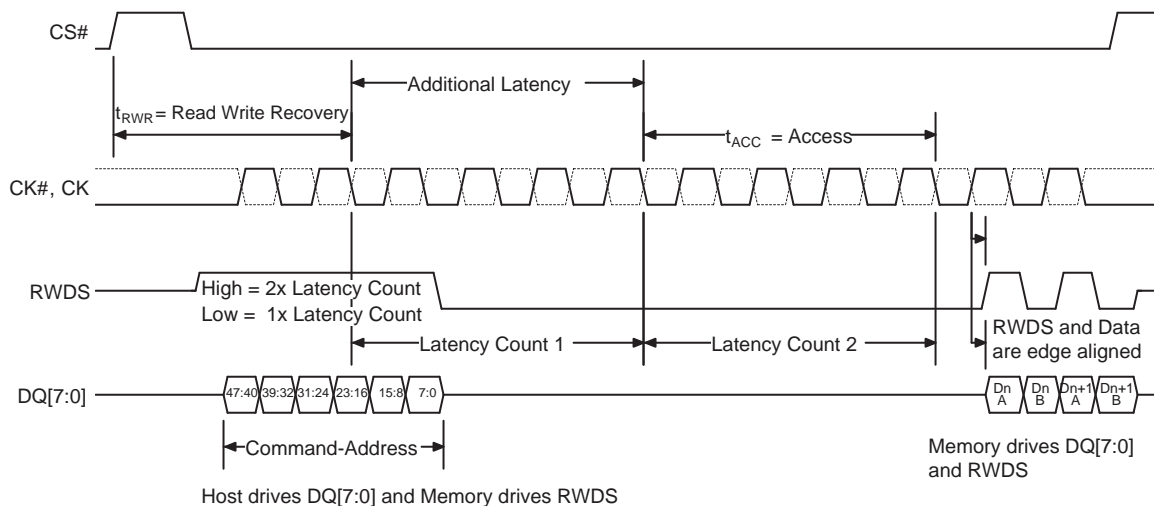 CS#
Additional Latency
tRWR = Read Write Recovery
tACC = Access
CK#, CK
RWDS
High = 2x Latency Count
Low = 1x Latency Count
RWDS and Data
are edge aligned
Latency Count 1
Latency Count 2
DQ[7:0]
47:40 39:32 31:24 23:16 15:8 7:0
Dn
A
Dn
B
Dn+1
A
Dn+1
B
Command-Address
Memory drives DQ[7:0]
and RWDS
Host drives DQ[7:0] and Memory drives RWDS